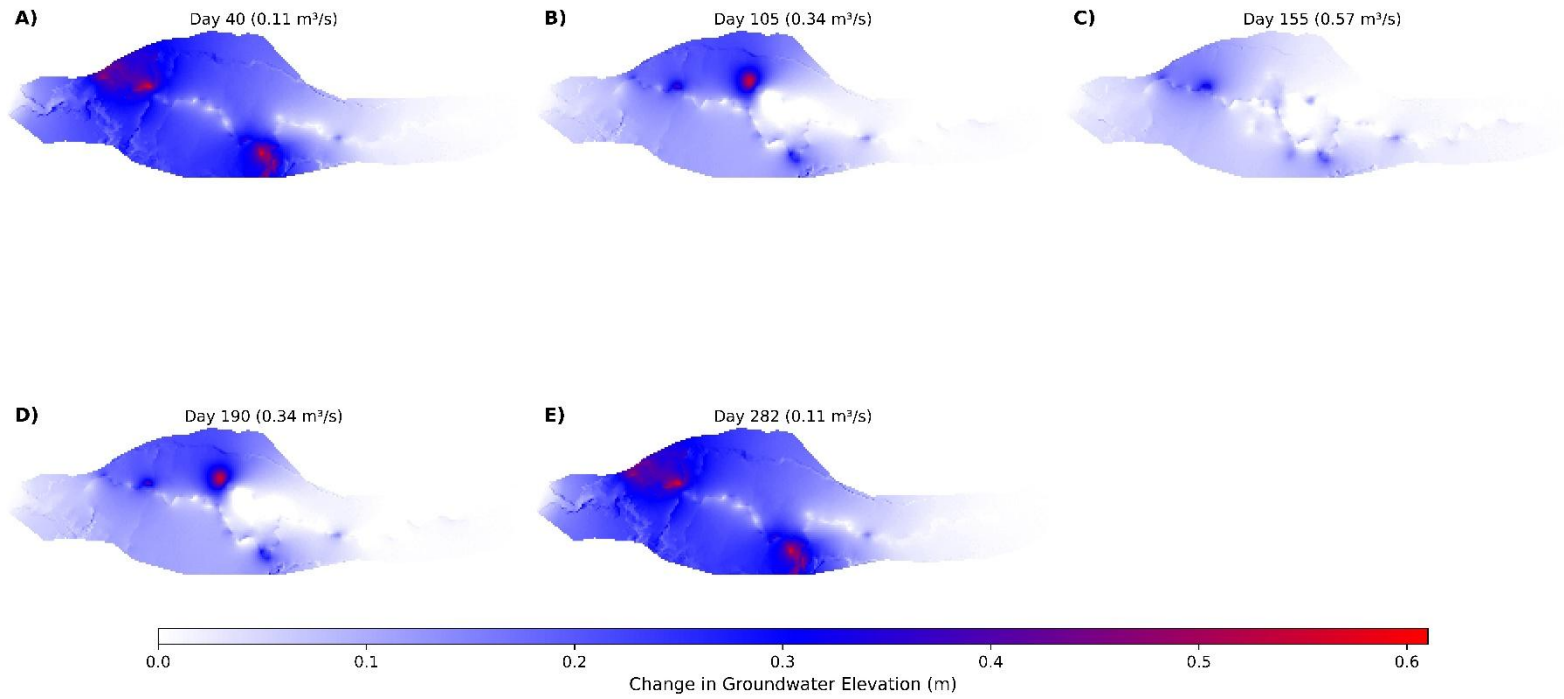 A) Day 40 (0.11 m³/s)
B) Day 105 (0.34 m³/s)
C) Day 155 (0.57 m³/s)
D) Day 190 (0.34 m³/s)
E) Day 282 (0.11 m³/s)
0.0 0.1 0.2 0.3 0.4 0.5 0.6
Change in Groundwater Elevation (m)